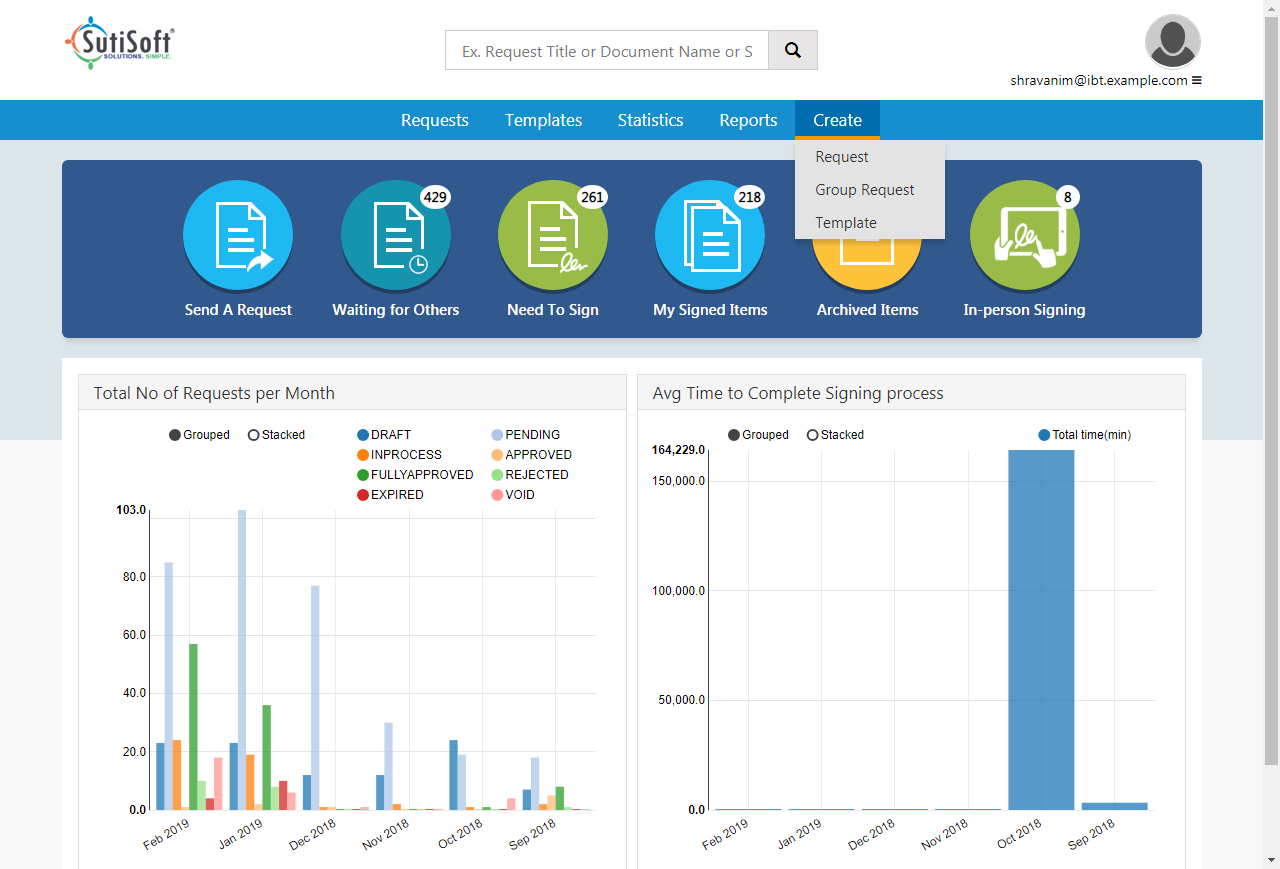 SutiSoft®
SOLUTIONS. SIMPLE.
Ex. Request Title or Document Name or S
shravanim@ibt.example.com
Requests Templates Statistics Reports Create
Request
Group Request
Template
429 261 218 8
Send A Request Waiting for Others Need To Sign My Signed Items Archived Items In-person Signing
Total No of Requests per Month
Grouped Stacked
DRAFT PENDING
INPROCESS APPROVED
FULLYAPPROVED REJECTED
EXPIRED VOID
103.0
80.0
60.0
40.0
20.0
0.0
Feb 2019 Jan 2019 Dec 2018 Nov 2018 Oct 2018 Sep 2018
Avg Time to Complete Signing process
Grouped Stacked Total time(min)
164,229.0
150,000.0
100,000.0
50,000.0
0.0
Feb 2019 Jan 2019 Dec 2018 Nov 2018 Oct 2018 Sep 2018